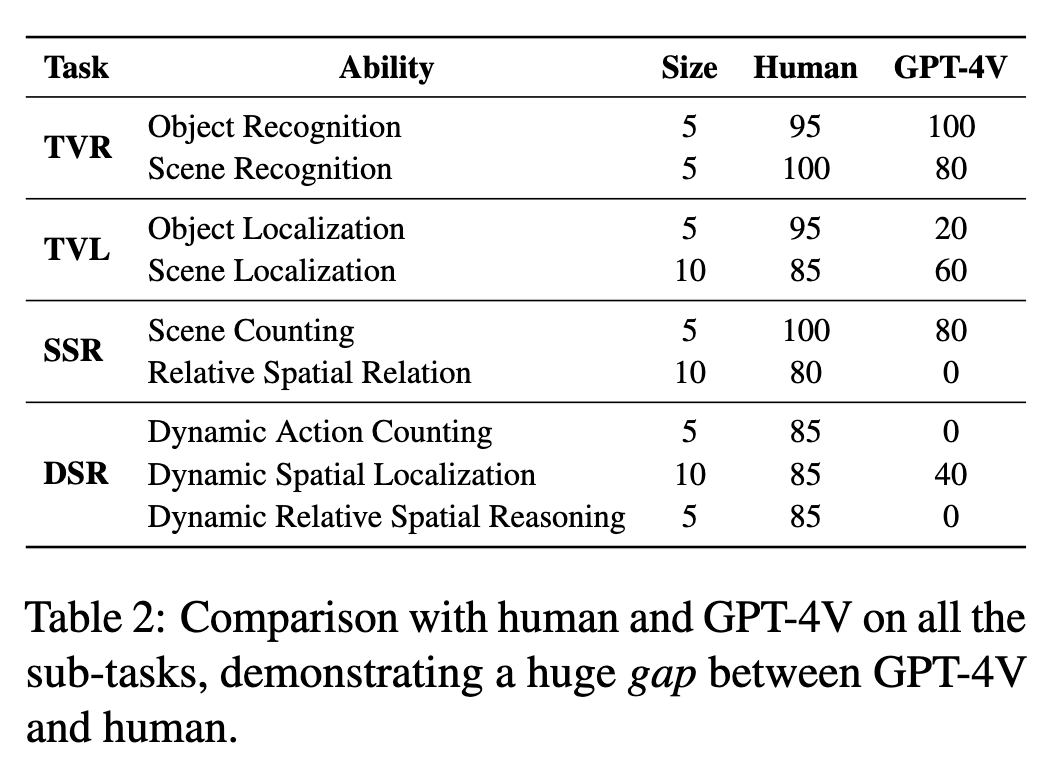 Task Ability Size Human GPT-4V
TVR
Object Recognition 5 95 100
Scene Recognition 5 100 80
TVL
Object Localization 5 95 20
Scene Localization 10 85 60
SSR
Scene Counting 5 100 80
Relative Spatial Relation 10 80 0
DSR
Dynamic Action Counting 5 85 0
Dynamic Spatial Localization 10 85 40
Dynamic Relative Spatial Reasoning 5 85 0
Table 2: Comparison with human and GPT-4V on all the
sub-tasks, demonstrating a huge gap between GPT-4V
and human.